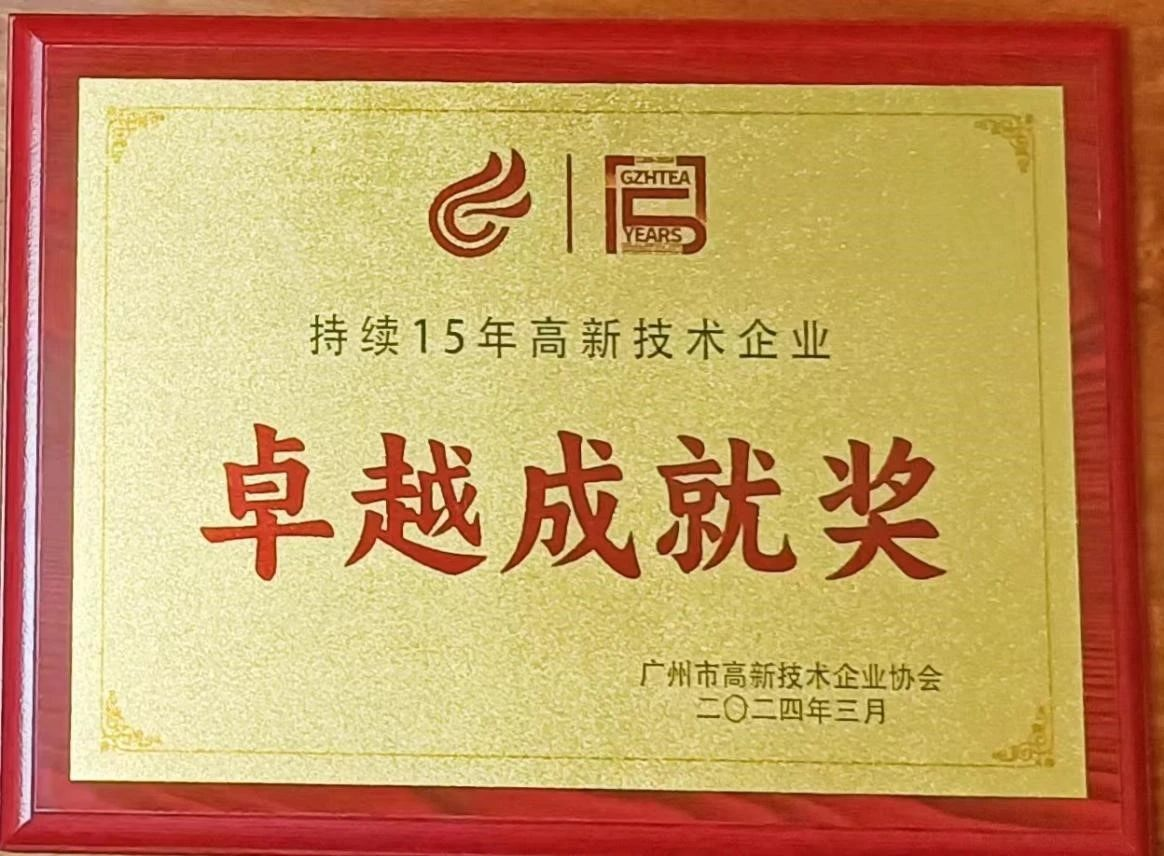 GZHTEA
15
YEARS
持续15年高新技术企业
卓越成就奖
广州市高新技术企业协会
二〇二四年三月